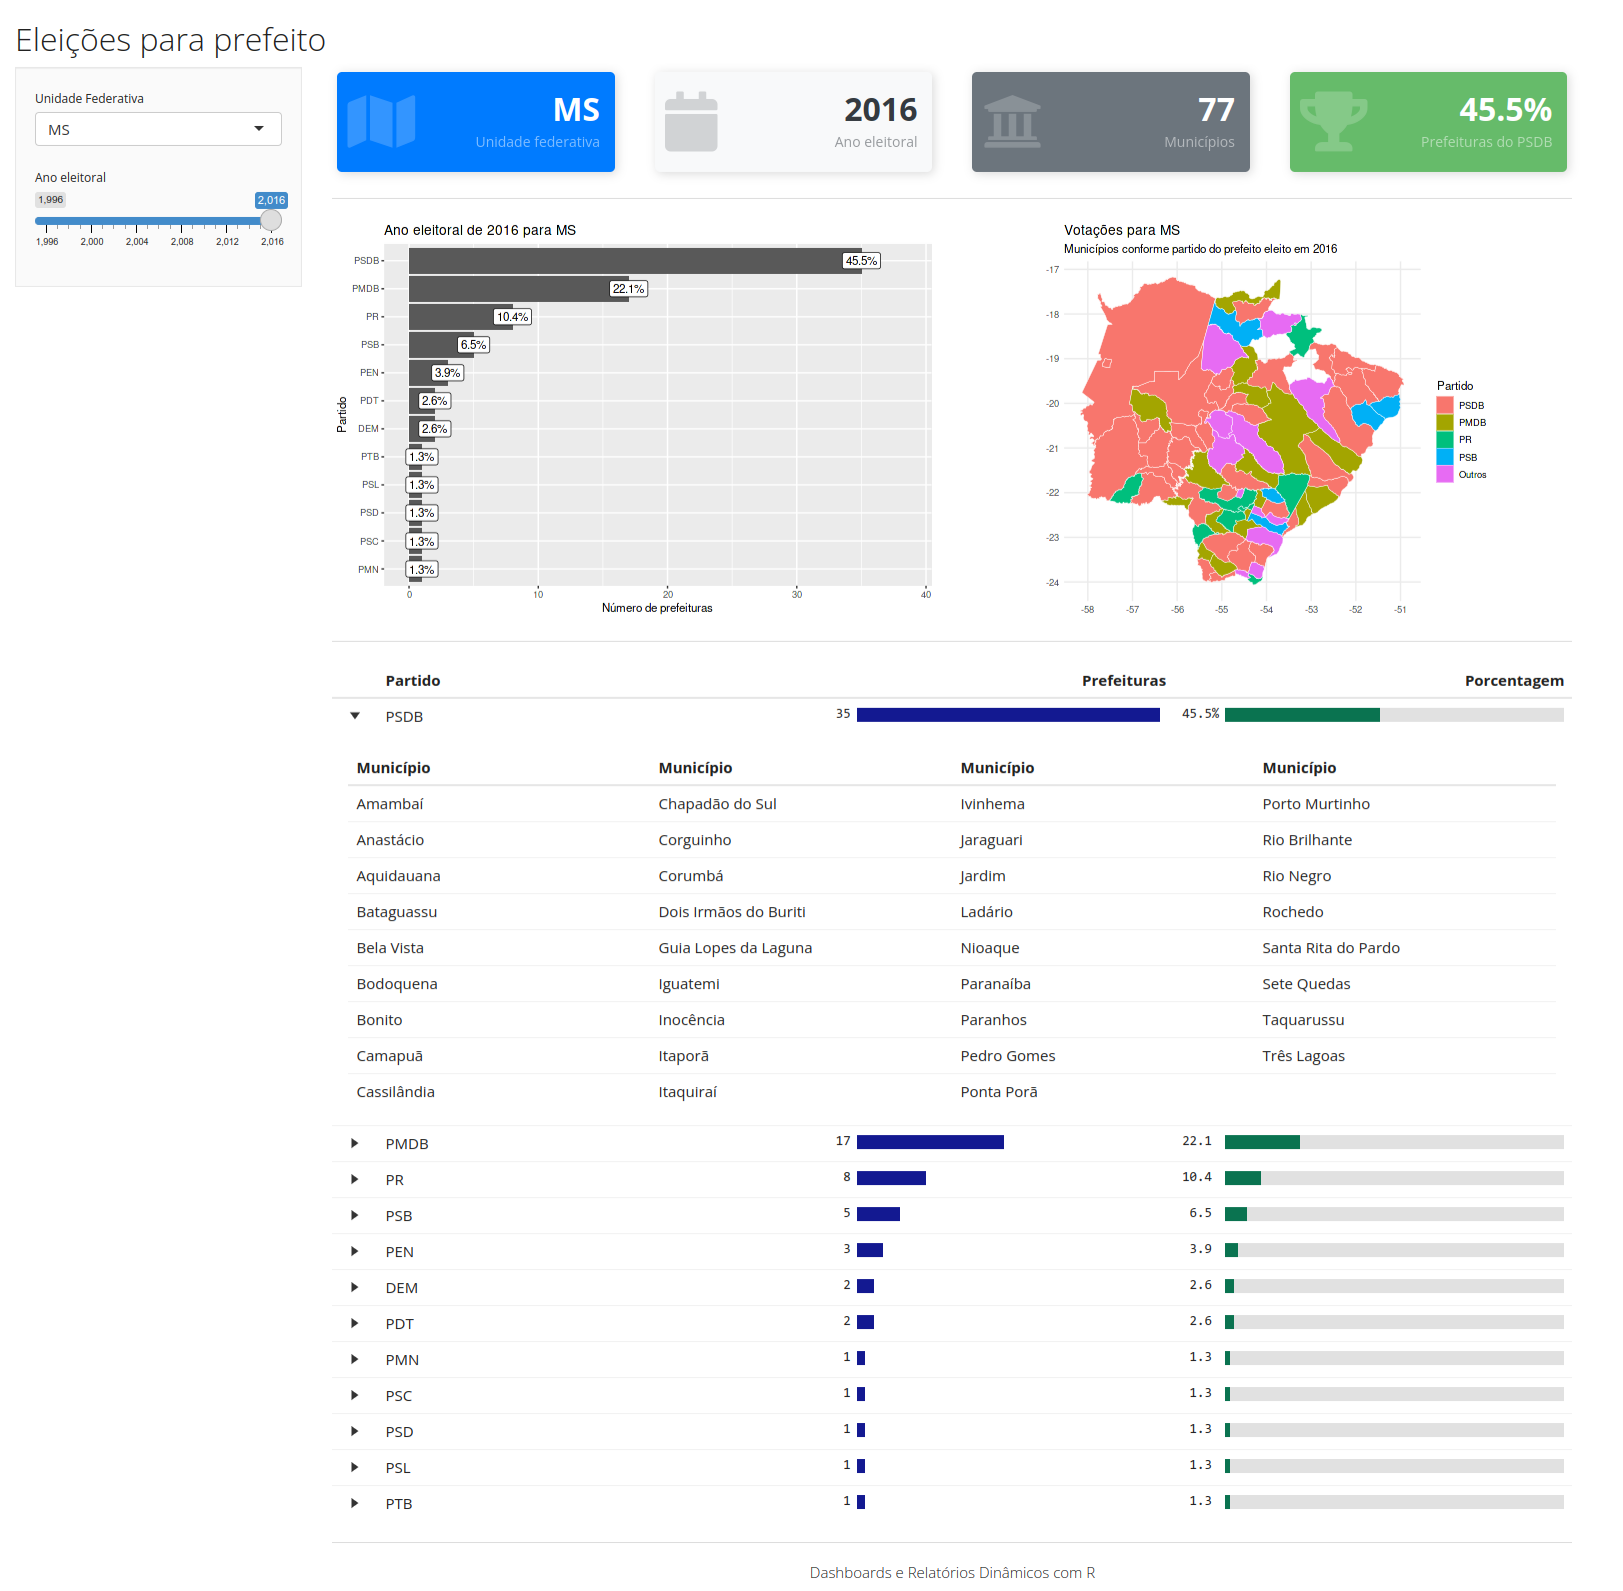 Eleições para prefeito
Unidade Federativa
MS
Ano eleitoral
1,996
2,016
1,996 2,000 2,004 2,008 2,012 2,016
MS
Unidade federativa
2016
Ano eleitoral
77
Municípios
45.5%
Prefeituras do PSDB
Ano eleitoral de 2016 para MS
Partido
PSDB 45.5%
PMDB 22.1%
PR 10.4%
PSB 6.5%
PEN 3.9%
PDT 2.6%
DEM 2.6%
PTB 1.3%
PSL 1.3%
PSD 1.3%
PSC 1.3%
PMN 1.3%
0 10 20 30 40
Número de prefeituras
Votações para MS
Municípios conforme partido do prefeito eleito em 2016
-17
-18
-19
-20
-21
-22
-23
-24
-58 -57 -56 -55 -54 -53 -52 -51
Partido
PSDB
PMDB
PR
PSB
Outros
Partido Prefeituras Porcentagem
PSDB 35 45.5%
Município Município Município Município
Amambaí Chapadão do Sul Ivinhema Porto Murtinho
Anastácio Corguinho Jaraguari Rio Brilhante
Aquidauana Corumbá Jardim Rio Negro
Bataguassu Dois Irmãos do Buriti Ladário Rochedo
Bela Vista Guia Lopes da Laguna Nioaque Santa Rita do Pardo
Bodoquena Iguatemi Paranaíba Sete Quedas
Bonito Inocência Paranhos Taquarussu
Camapuã Itaporã Pedro Gomes Três Lagoas
Cassilândia Itaquiraí Ponta Porã
PMDB 17 22.1
PR 8 10.4
PSB 5 6.5
PEN 3 3.9
DEM 2 2.6
PDT 2 2.6
PMN 1 1.3
PSC 1 1.3
PSD 1 1.3
PSL 1 1.3
PTB 1 1.3
Dashboards e Relatórios Dinâmicos com R